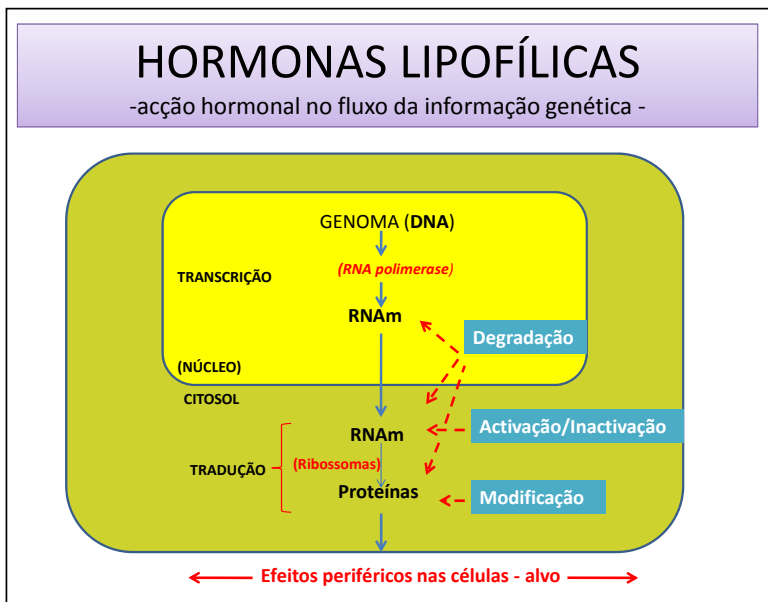 HORMONAS LIPOFÍLICAS
-acção hormonal no fluxo da informação genética -
GENOMA (DNA)
(RNA polimerase)
TRANSCRIÇÃO
RNAm
Degradação
(NÚCLEO)
CITOSOL
RNAm
Activação/Inactivação
(Ribossomas)
TRADUÇÃO
Proteínas
Modificação
Efeitos periféricos nas células - alvo